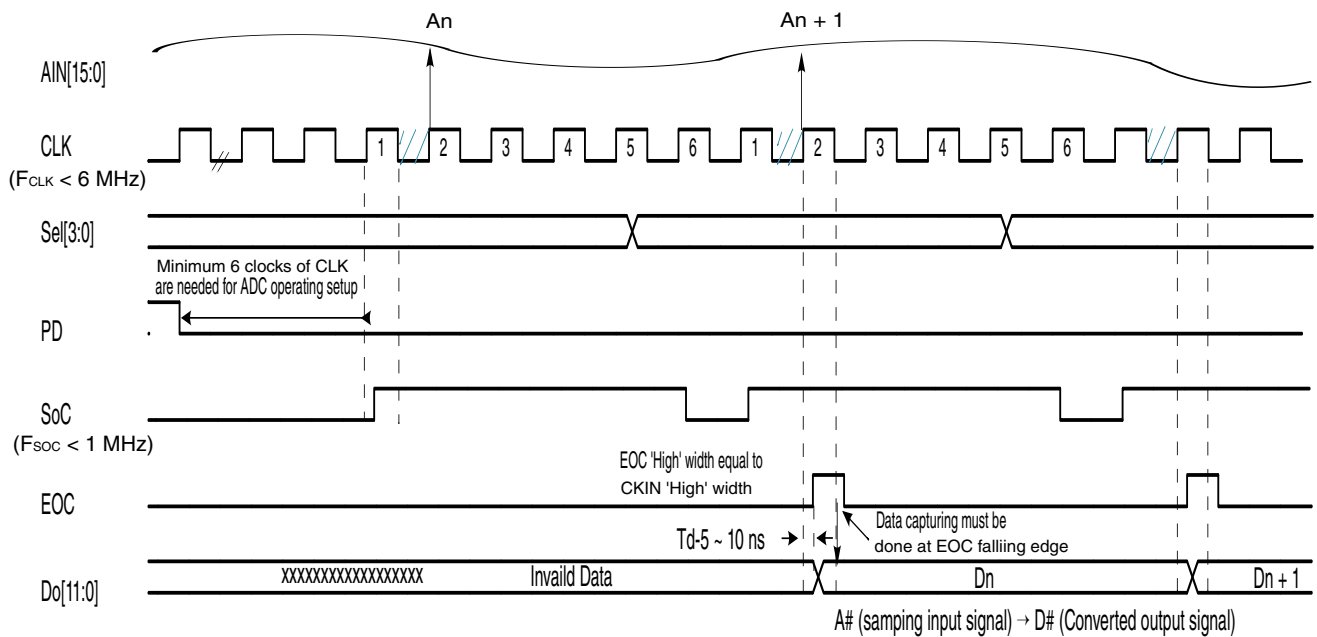 An An + 1
AIN[15:0]
CLK 1 2 3 4 5 6 1 2 3 4 5 6
(FCLK < 6 MHz)
Sel[3:0]
Minimum 6 clocks of CLK
are needed for ADC operating setup
PD
SoC
(FSOC < 1 MHz)
EOC 'High' width equal to
CKIN 'High' width
EOC
Data capturing must be
done at EOC falliing edge
Td-5 ~ 10 ns
Do[11:0] XXXXXXXXXXXXXXXXX Invaild Data Dn Dn + 1
A# (samping input signal) → D# (Converted output signal)